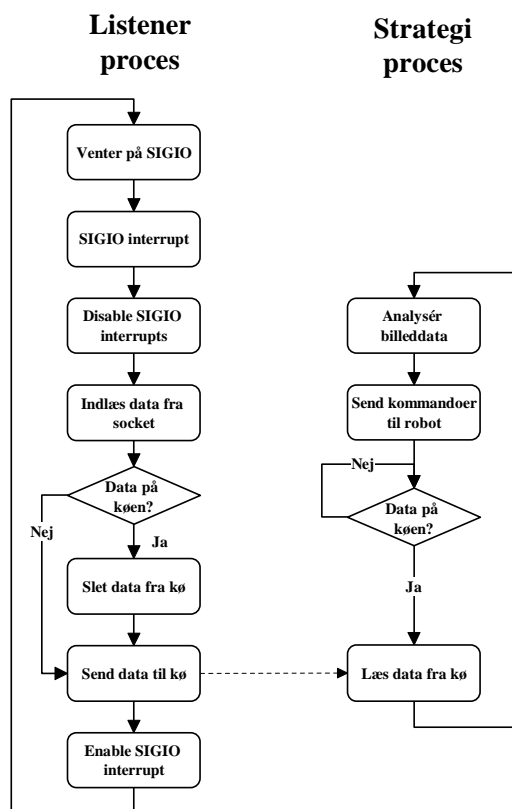 Listener
proces
Venter på SIGIO
SIGIO interrupt
Disable SIGIO
interrupts
Indlæs data fra
socket
Data på
køen?
Nej
Ja
Slet data fra kø
Send data til kø
Enable SIGIO
interrupt
Strategi
proces
Analysér
billeddata
Send kommandoer
til robot
Nej
Data på
køen?
Ja
Læs data fra kø